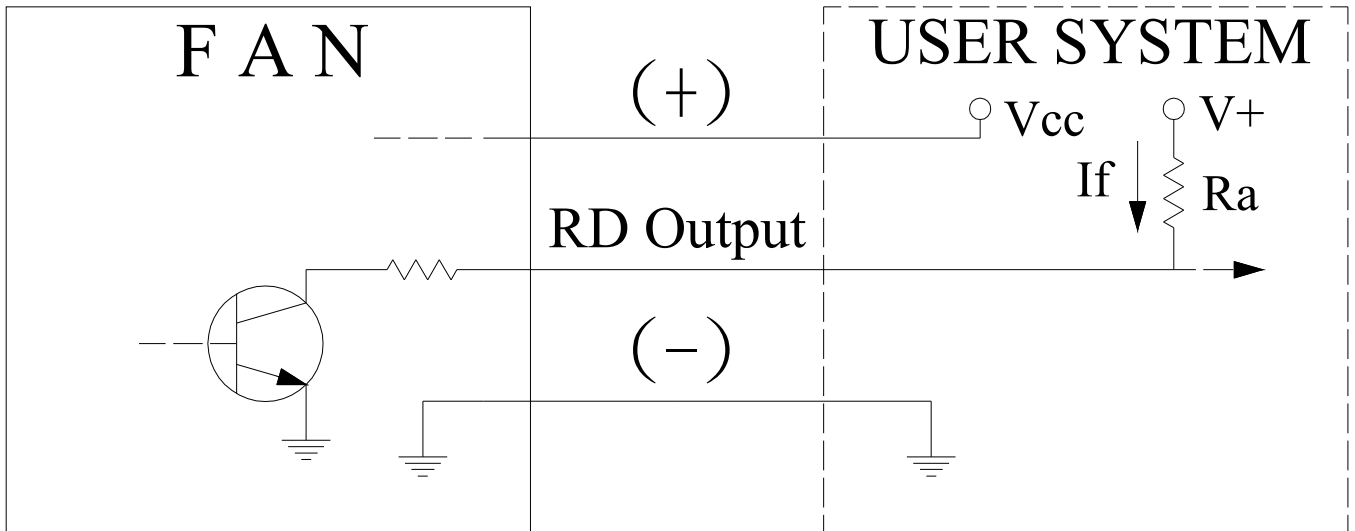 F A N
USER SYSTEM
(+)
Vcc
V+
If
Ra
RD Output
(−)